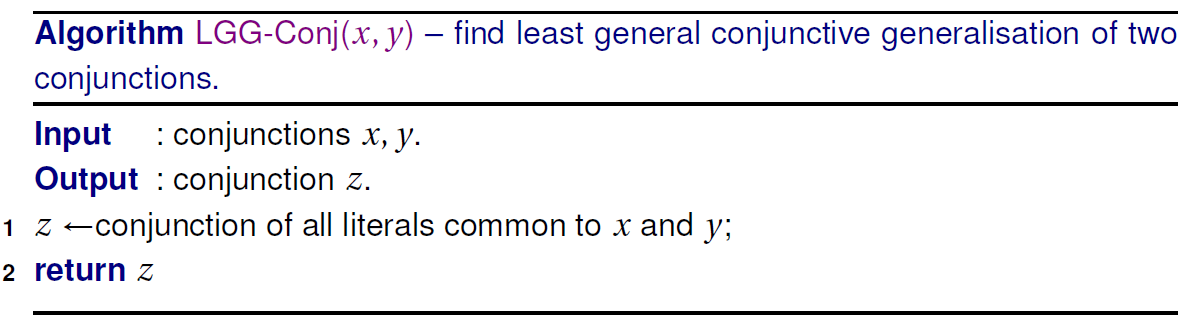 Algorithm LGG-Conj(x, y) – find least general conjunctive generalisation of two
conjunctions.
Input : conjunctions x, y.
Output : conjunction z.
1 z ←conjunction of all literals common to x and y;
2 return z